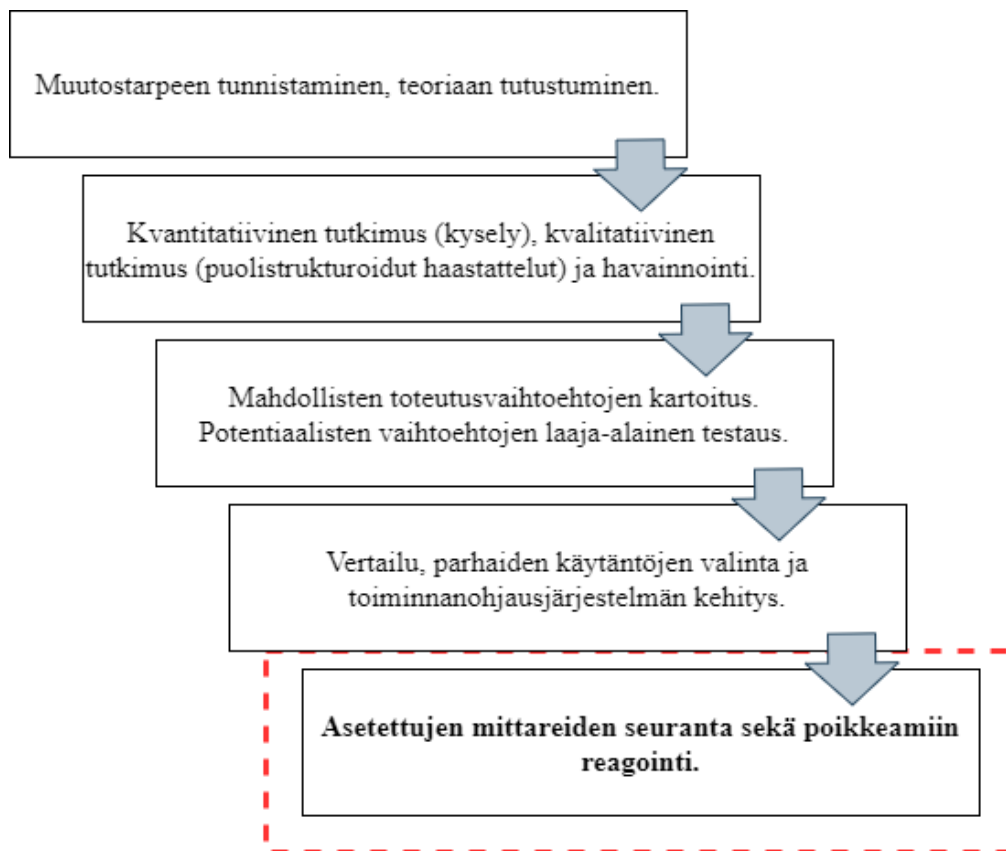 Muutostarpeen tunnistaminen, teoriaan tutustuminen.
Kvantitatiivinen tutkimus (kysely), kvalitatiivinen
tutkimus (puolistrukturoidut haastattelut) ja havainnointi.
Mahdollisten toteutusvaihtoehtojen kartoitus.
Potentiaalisten vaihtoehtojen laaja-alainen testaus.
Vertailu, parhaiden käytäntöjen valinta ja
toiminnanohjausjärjestelmän kehitys.
Asetettujen mittareiden seuranta sekä poikkeamiin
reagointi.